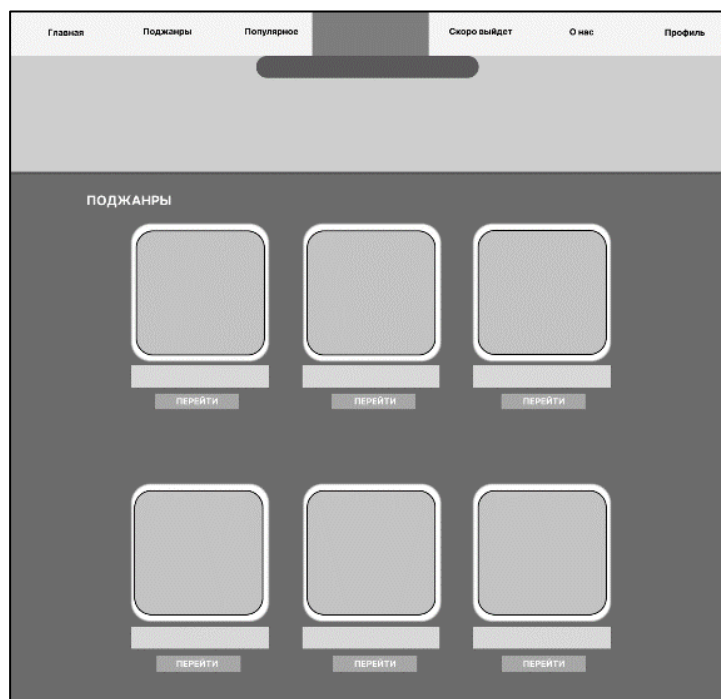 Главная Поджанры Популярное Скоро выйдет О нас Профиль
ПОДЖАНРЫ
ПЕРЕЙТИ ПЕРЕЙТИ ПЕРЕЙТИ
ПЕРЕЙТИ ПЕРЕЙТИ ПЕРЕЙТИ